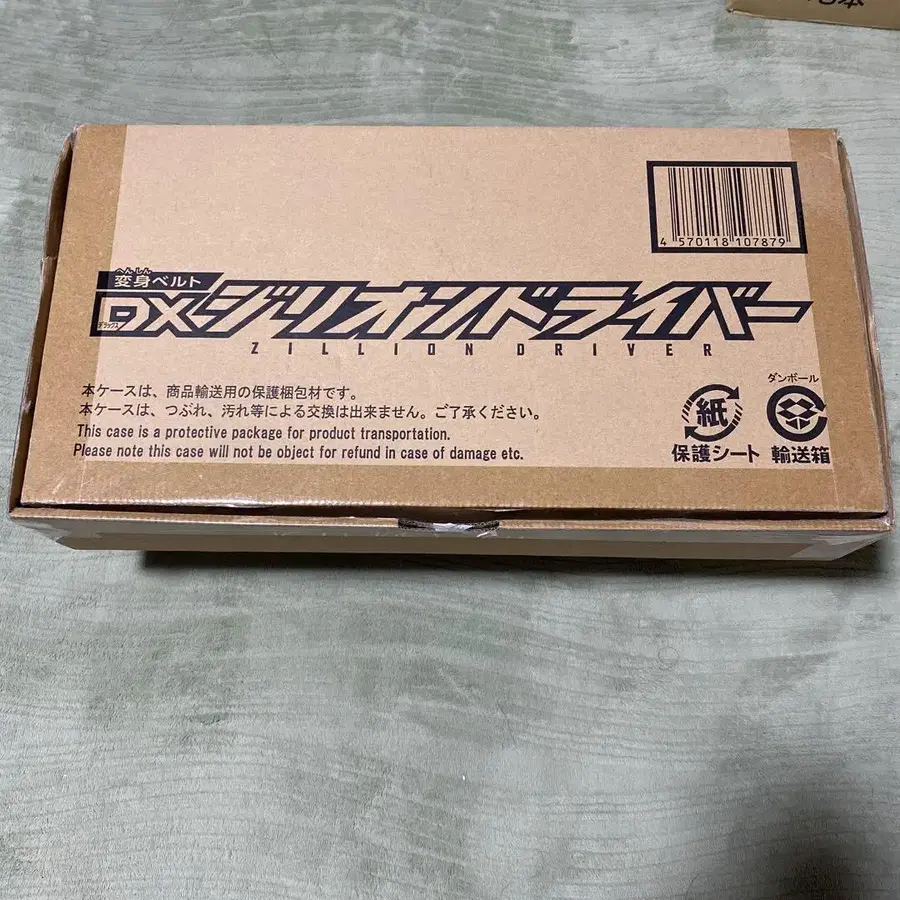 本
4 570118 107879
へんしん
変身ベルト
DXジリオンドライバー
デラックス
ZILLION DRIVER
本ケースは、商品輸送用の保護梱包材です。
本ケースは、つぶれ、汚れ等による交換は出来ません。ご了承ください。
This case is a protective package for product transportation.
Please note this case will not be object for refund in case of damage etc.
紙
保護シート
ダンボール
輸送箱